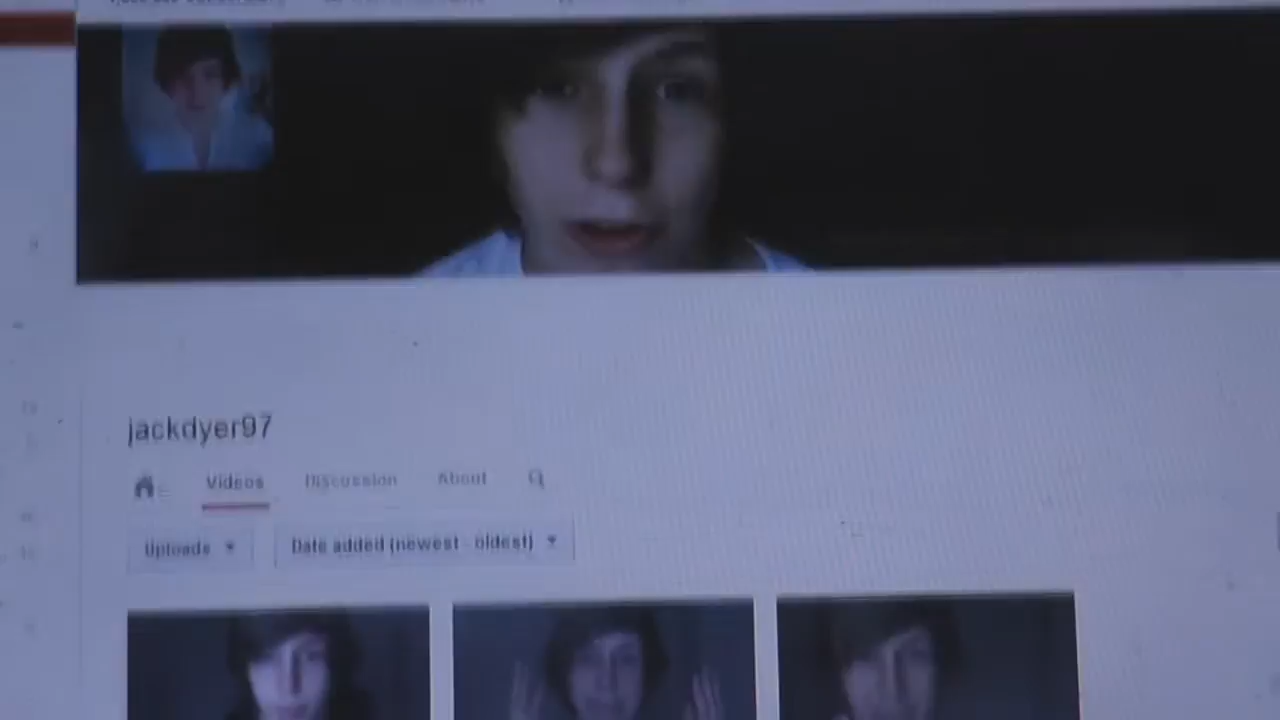 jackdyer97
Videos Discussion About
Uploads Date added (newest - oldest)